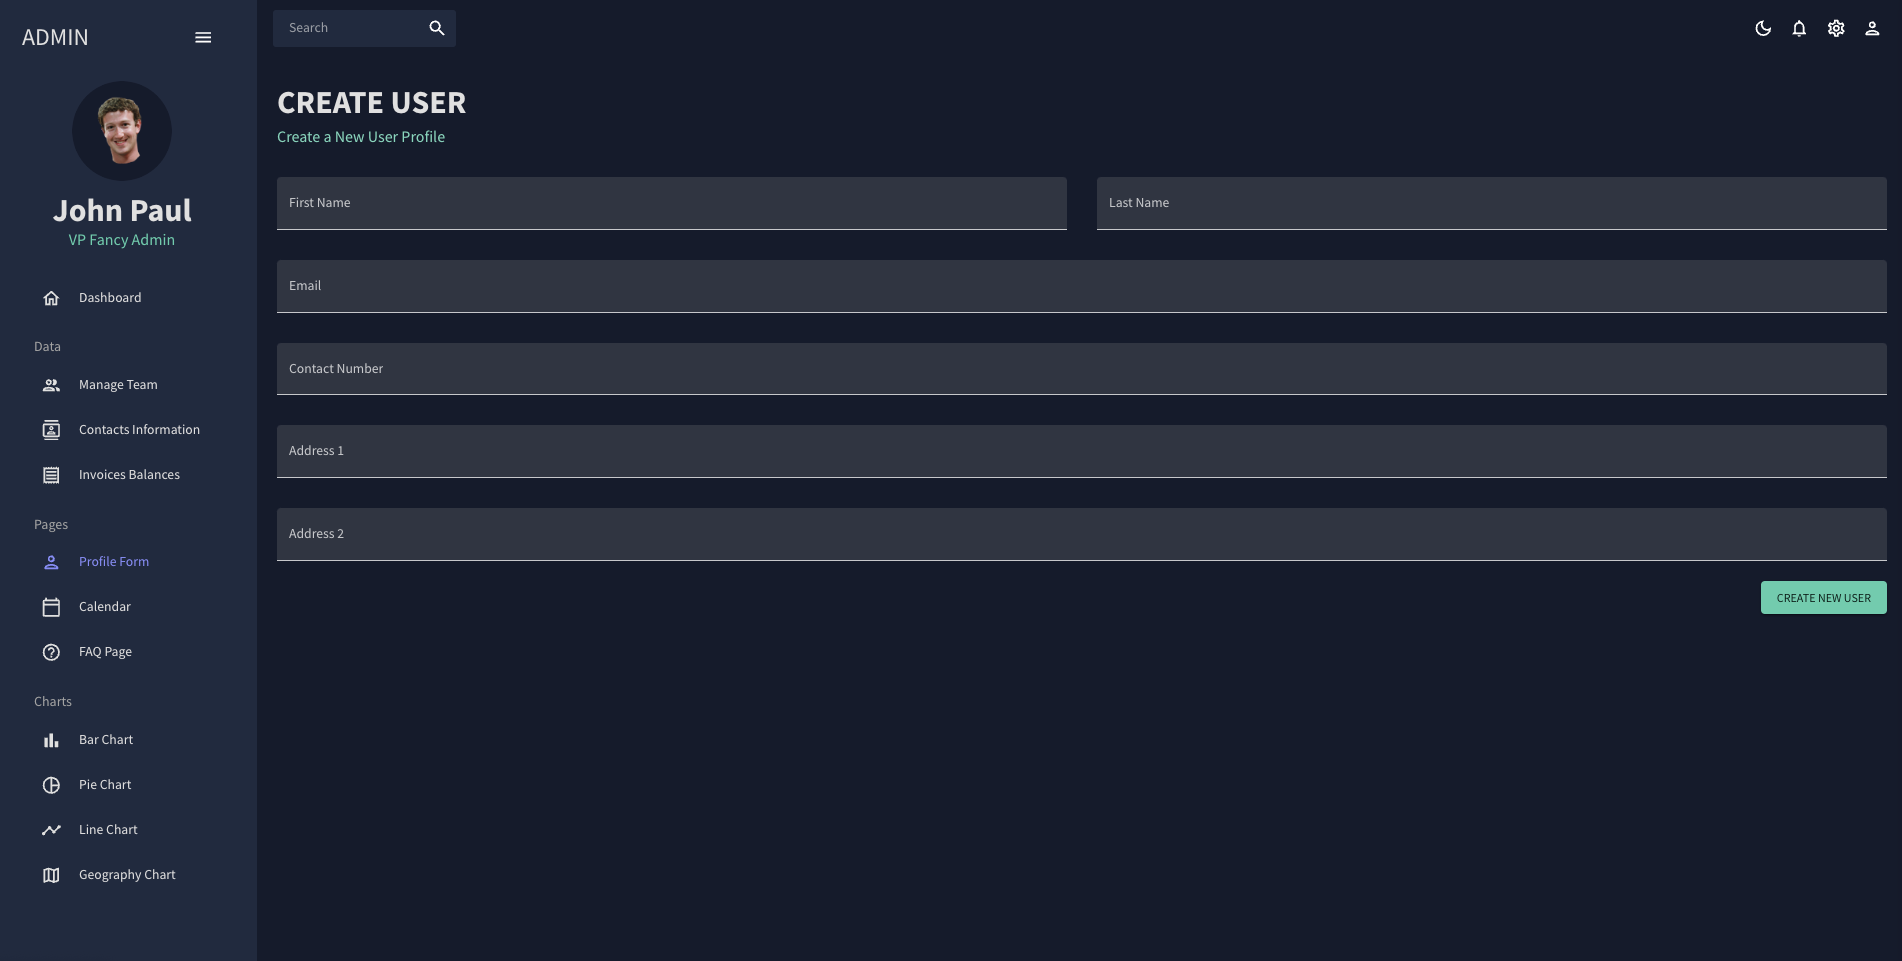 ADMIN
John Paul
VP Fancy Admin
Dashboard
Data
Manage Team
Contacts Information
Invoices Balances
Pages
Profile Form
Calendar
FAQ Page
Charts
Bar Chart
Pie Chart
Line Chart
Geography Chart
Search
CREATE USER
Create a New User Profile
First Name
Last Name
Email
Contact Number
Address 1
Address 2
CREATE NEW USER